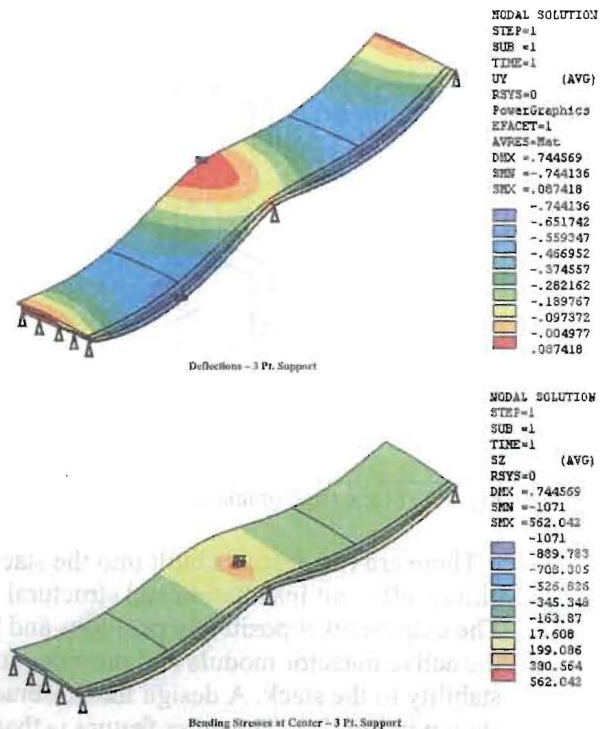 NODAL SOLUTION
STEP=1
SUB =1
TIME=1
UY (AVG)
RSYS=0
PowerGraphics
EFACET=1
AVRES=Mat
DMX =.744569
SMN =-.744136
SMX =.087418
-.744136
-.651742
-.559347
-.466952
-.374557
-.282162
-.189767
-.097372
-.004977
.087418
Deflections – 3 Pt. Support
NODAL SOLUTION
STEP=1
SUB =1
TIME=1
SZ (AVG)
RSYS=0
DMX =.744569
SMN =-1071
SMX =562.042
-1071
-889.783
-708.305
-526.826
-345.348
-163.87
17.608
199.086
380.564
562.042
Bending Stresses at Center – 3 Pt. Support